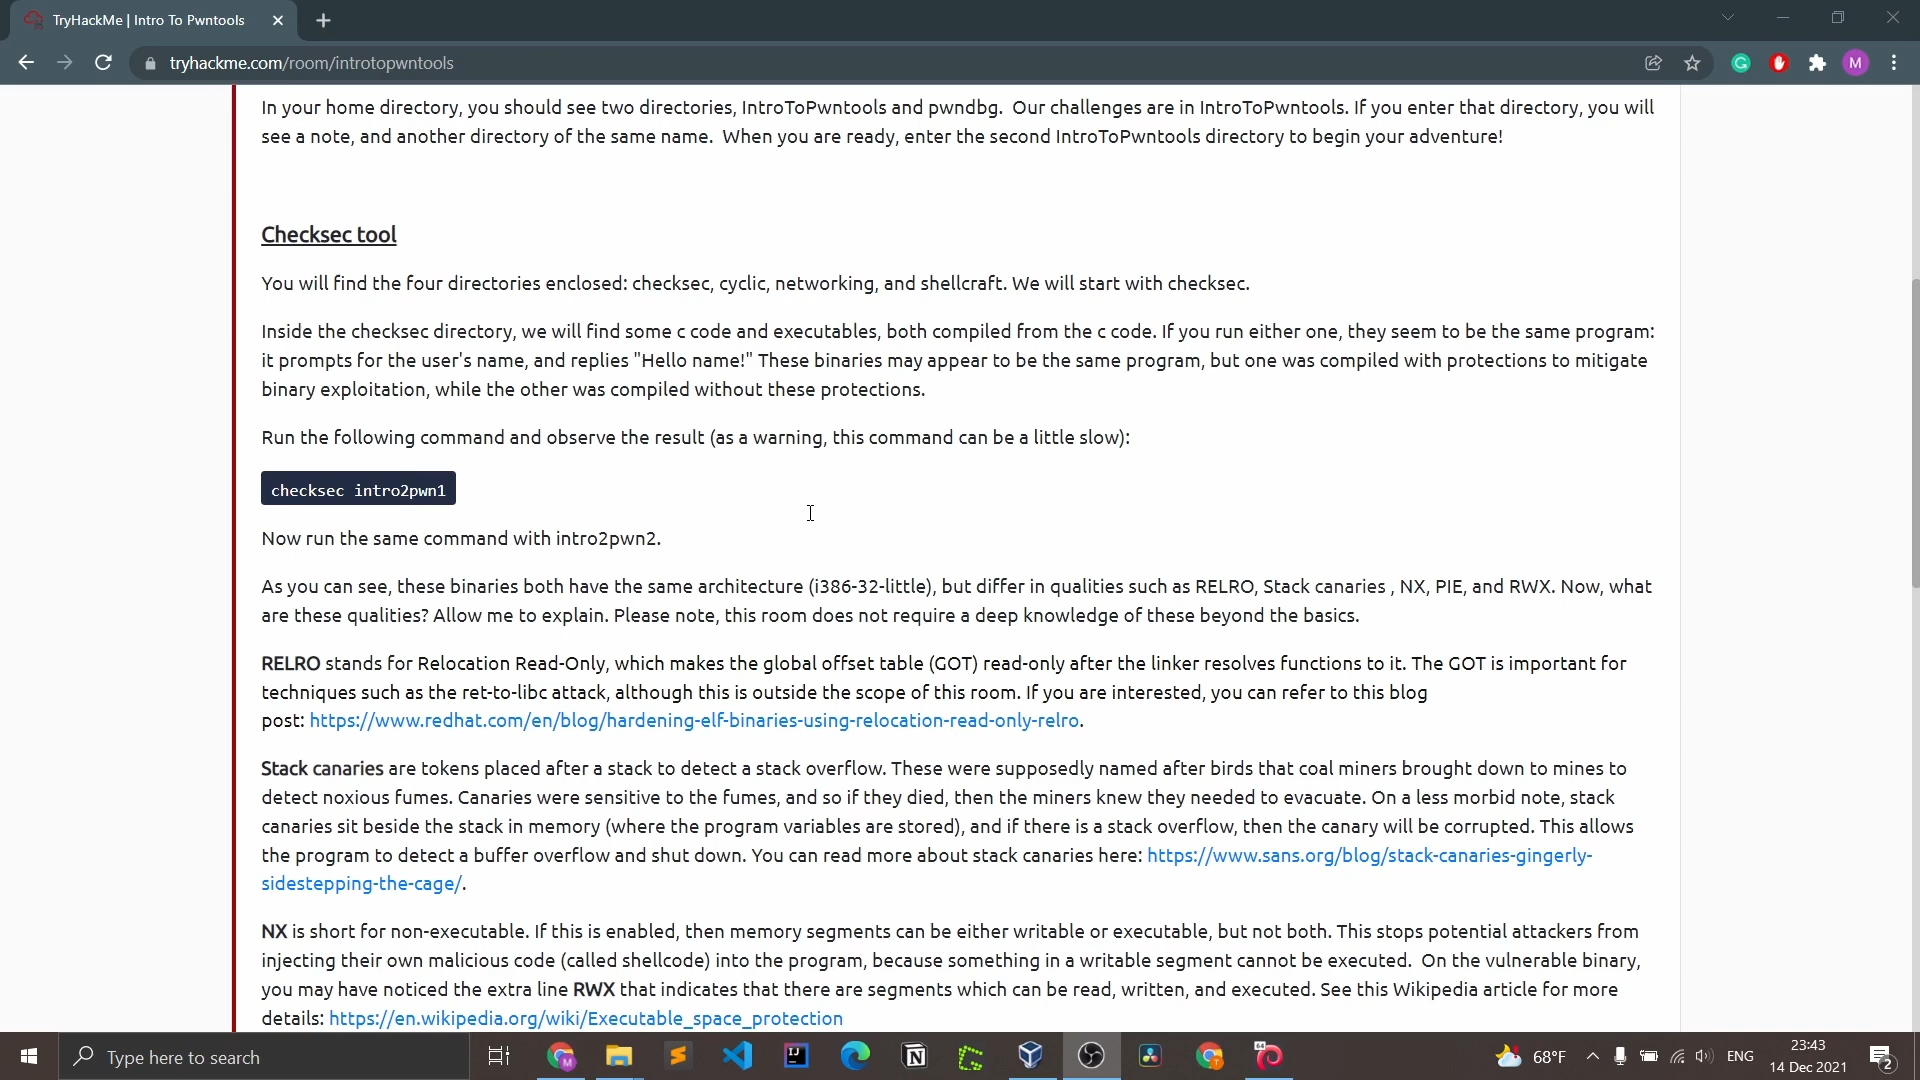 TryHackMe | Intro To Pwntools
tryhackme.com/room/introtopwntools
G
M
In your home directory, you should see two directories, IntroToPwntools and pwndbg.  Our challenges are in IntroToPwntools. If you enter that directory, you will
see a note, and another directory of the same name.  When you are ready, enter the second IntroToPwntools directory to begin your adventure!
Checksec tool
You will find the four directories enclosed: checksec, cyclic, networking, and shellcraft. We will start with checksec.
Inside the checksec directory, we will find some c code and executables, both compiled from the c code. If you run either one, they seem to be the same program:
it prompts for the user's name, and replies "Hello name!" These binaries may appear to be the same program, but one was compiled with protections to mitigate
binary exploitation, while the other was compiled without these protections.
Run the following command and observe the result (as a warning, this command can be a little slow):
checksec intro2pwn1
Now run the same command with intro2pwn2.
As you can see, these binaries both have the same architecture (i386-32-little), but differ in qualities such as RELRO, Stack canaries , NX, PIE, and RWX. Now, what
are these qualities? Allow me to explain. Please note, this room does not require a deep knowledge of these beyond the basics.
RELRO stands for Relocation Read-Only, which makes the global offset table (GOT) read-only after the linker resolves functions to it. The GOT is important for
techniques such as the ret-to-libc attack, although this is outside the scope of this room. If you are interested, you can refer to this blog
post: https://www.redhat.com/en/blog/hardening-elf-binaries-using-relocation-read-only-relro.
Stack canaries are tokens placed after a stack to detect a stack overflow. These were supposedly named after birds that coal miners brought down to mines to
detect noxious fumes. Canaries were sensitive to the fumes, and so if they died, then the miners knew they needed to evacuate. On a less morbid note, stack
canaries sit beside the stack in memory (where the program variables are stored), and if there is a stack overflow, then the canary will be corrupted. This allows
the program to detect a buffer overflow and shut down. You can read more about stack canaries here: https://www.sans.org/blog/stack-canaries-gingerly-
sidestepping-the-cage/.
NX is short for non-executable. If this is enabled, then memory segments can be either writable or executable, but not both. This stops potential attackers from
injecting their own malicious code (called shellcode) into the program, because something in a writable segment cannot be executed.  On the vulnerable binary,
you may have noticed the extra line RWX that indicates that there are segments which can be read, written, and executed. See this Wikipedia article for more
details: https://en.wikipedia.org/wiki/Executable_space_protection
Type here to search
68°F
ENG
23:43
14 Dec 2021
2